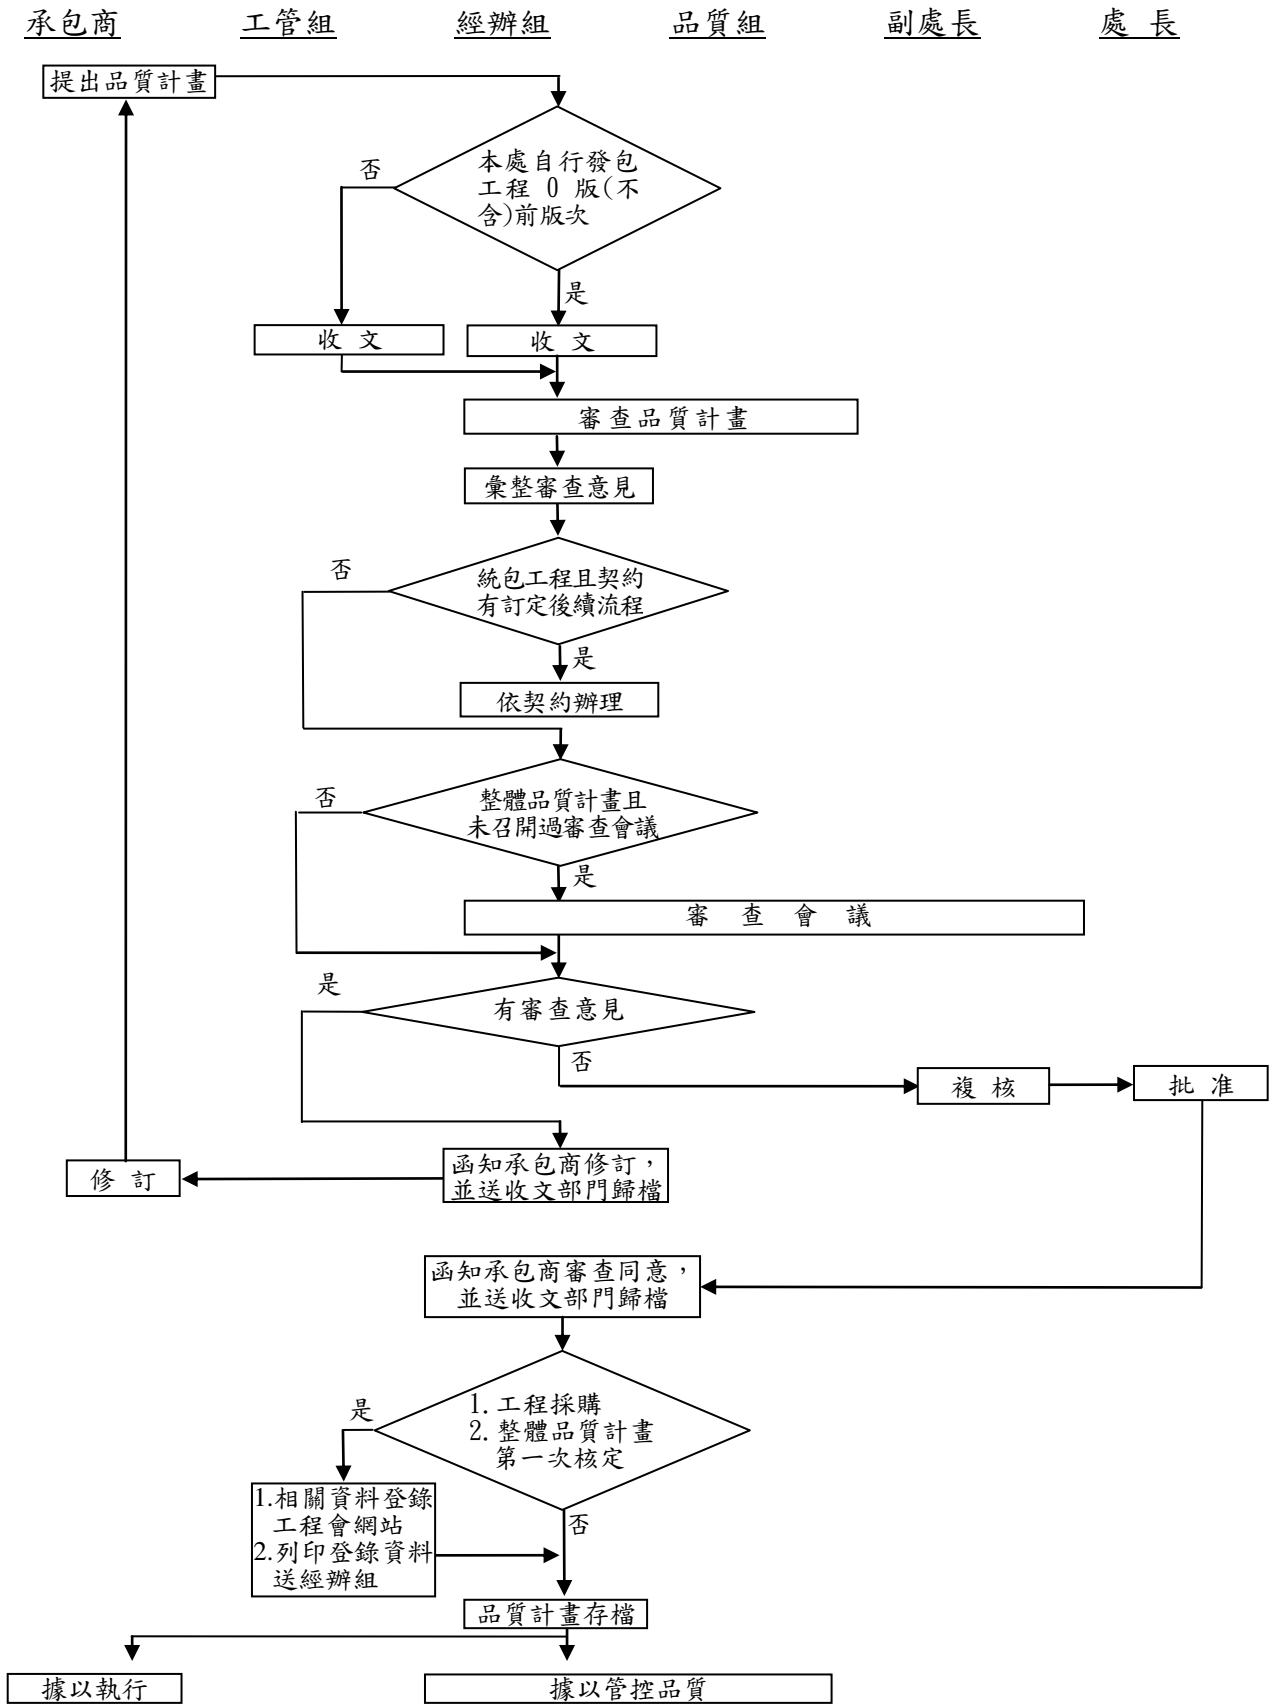 承包商 工管組 經辦組 品質組 副處長 處 長
提出品質計畫
否
本處自行發包
工程 0 版(不
含)前版次
是
收 文
收 文
審查品質計畫
彙整審查意見
否
統包工程且契約
有訂定後續流程
是
依契約辦理
否
整體品質計畫且
未召開過審查會議
是
審 查 會 議
是
有審查意見
否
複 核
批 准
函知承包商修訂，
並送收文部門歸檔
修 訂
函知承包商審查同意，
並送收文部門歸檔
是
1.工程採購
2.整體品質計畫
第一次核定
1.相關資料登錄
工程會網站
2.列印登錄資料
送經辦組
否
品質計畫存檔
據以執行
據以管控品質